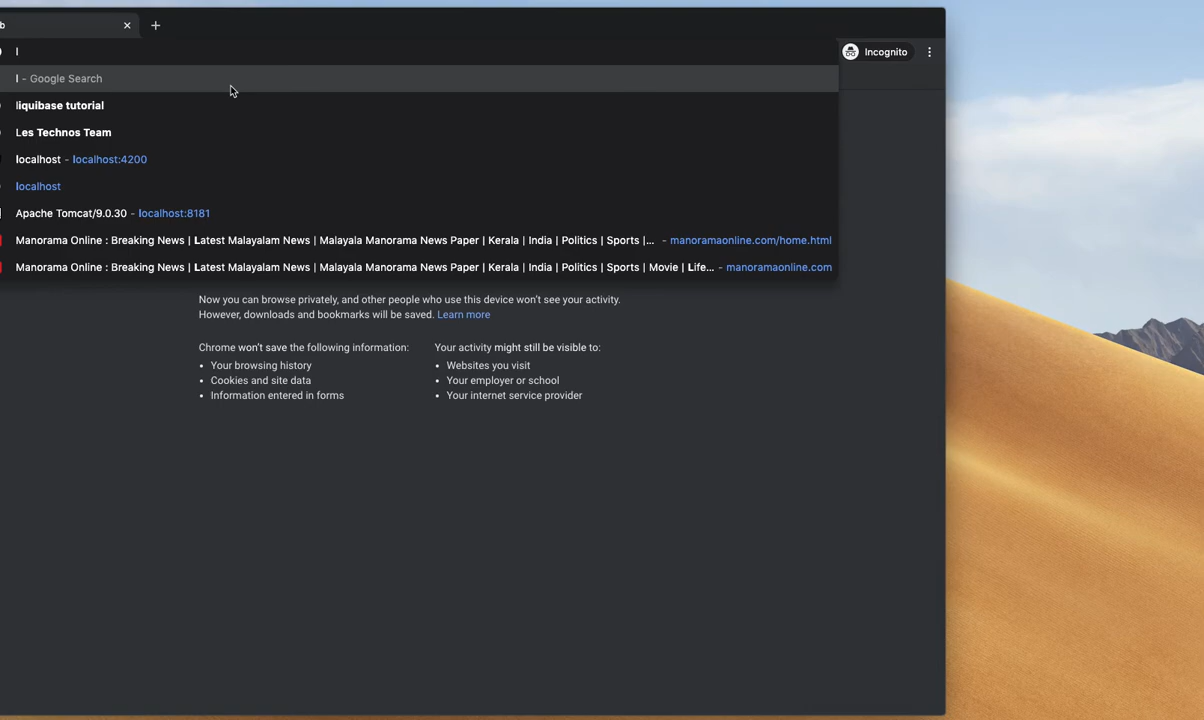 b
l
Incognito
l - Google Search
liquibase tutorial
Les Technos Team
localhost - localhost:4200
localhost
Apache Tomcat/9.0.30 - localhost:8181
Manorama Online : Breaking News | Latest Malayalam News | Malayala Manorama News Paper | Kerala | India | Politics | Sports |... - manoramaonline.com/home.html
Manorama Online : Breaking News | Latest Malayalam News | Malayala Manorama News Paper | Kerala | India | Politics | Sports | Movie | Life... - manoramaonline.com
Now you can browse privately, and other people who use this device won't see your activity.
However, downloads and bookmarks will be saved. Learn more
Chrome won't save the following information:
• Your browsing history
• Cookies and site data
• Information entered in forms
Your activity might still be visible to:
• Websites you visit
• Your employer or school
• Your internet service provider